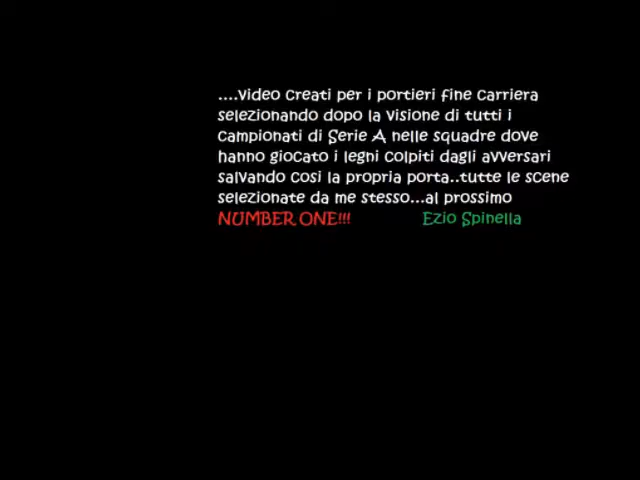 ....video creati per i portieri fine carriera
selezionando dopo la visione di tutti i
campionati di Serie A nelle squadre dove
hanno giocato i legni colpiti dagli avversari
salvando cosi la propria porta..tutte le scene
selezionate da me stesso...al prossimo
NUMBER ONE!!! Ezio Spinella